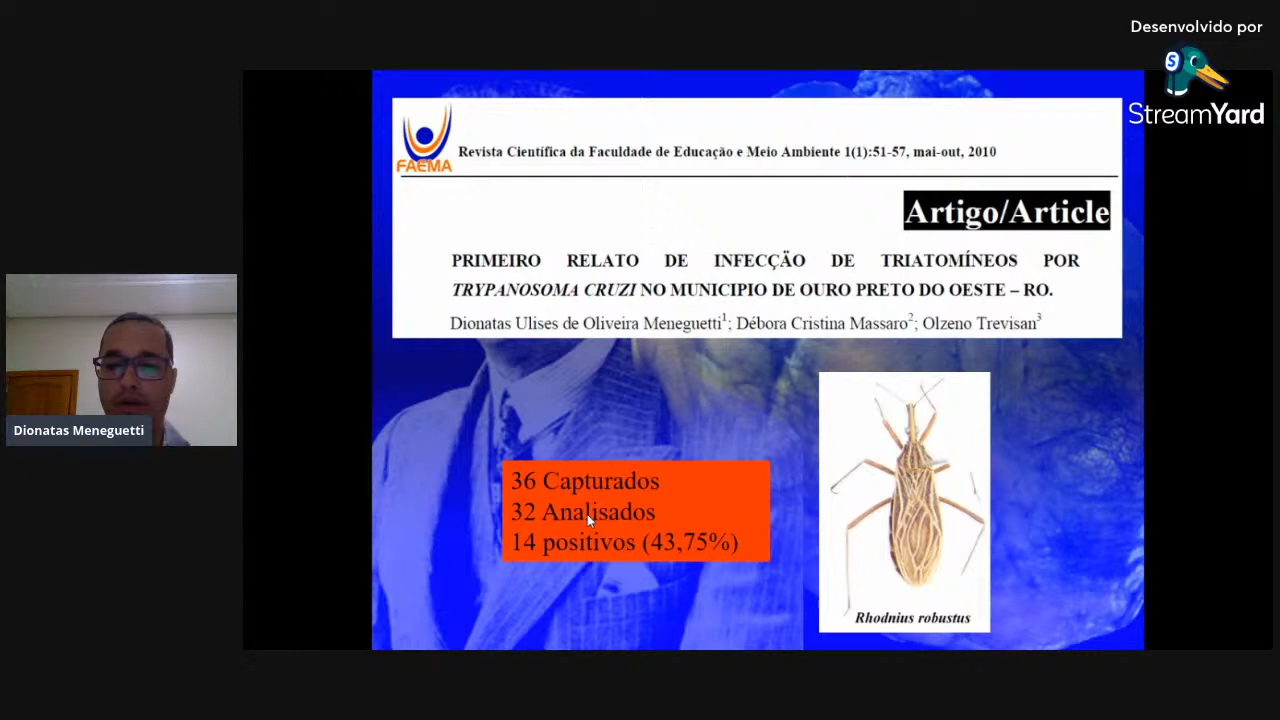 Desenvolvido por
S
StreamYard
FAEMA
Revista Científica da Faculdade de Educação e Meio Ambiente 1(1):51-57, mai-out, 2010
Artigo/Article
PRIMEIRO RELATO DE INFECÇÄO DE TRIATOMÍNEOS POR
TRYPANOSOMA CRUZI NO MUNICIPIO DE OURO PRETO DO OESTE – RO.
Dionatas Ulises de Oliveira Meneguetti¹; Débora Cristina Massaro²; Olzeno Trevisan³
36 Capturados
32 Analisados
14 positivos (43,75%)
Rhodnius robustus
Dionatas Meneguetti